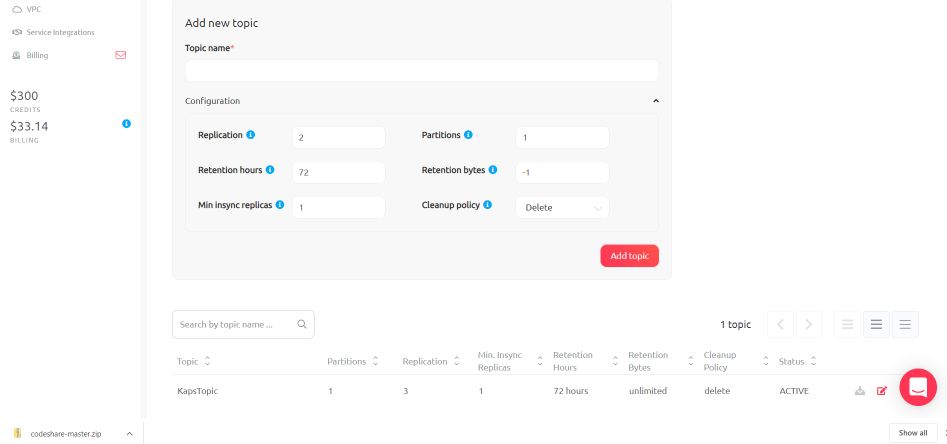 VPC
Service Integrations
Billing
$300
CREDITS
$33.14
BILLING
Add new topic
Topic name*
Configuration
Replication 2 Partitions 1
Retention hours 72 Retention bytes -1
Min insync replicas 1 Cleanup policy Delete
Add topic
Search by topic name ... 1 topic
Topic Partitions Replication Min. Insync Replicas Retention Hours Retention Bytes Cleanup Policy Status
KapsTopic 1 3 1 72 hours unlimited delete ACTIVE
codeshare-master.zip Show all